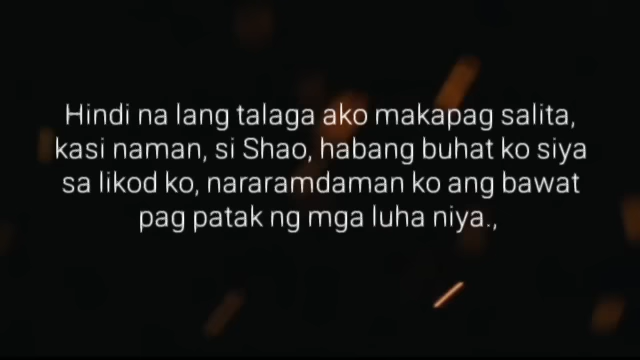 Hindi na lang talaga ako makapag salita,
kasi naman, si Shao, habang buhat ko siya
sa likod ko, nararamdaman ko ang bawat
pag patak ng mga luha niya.,